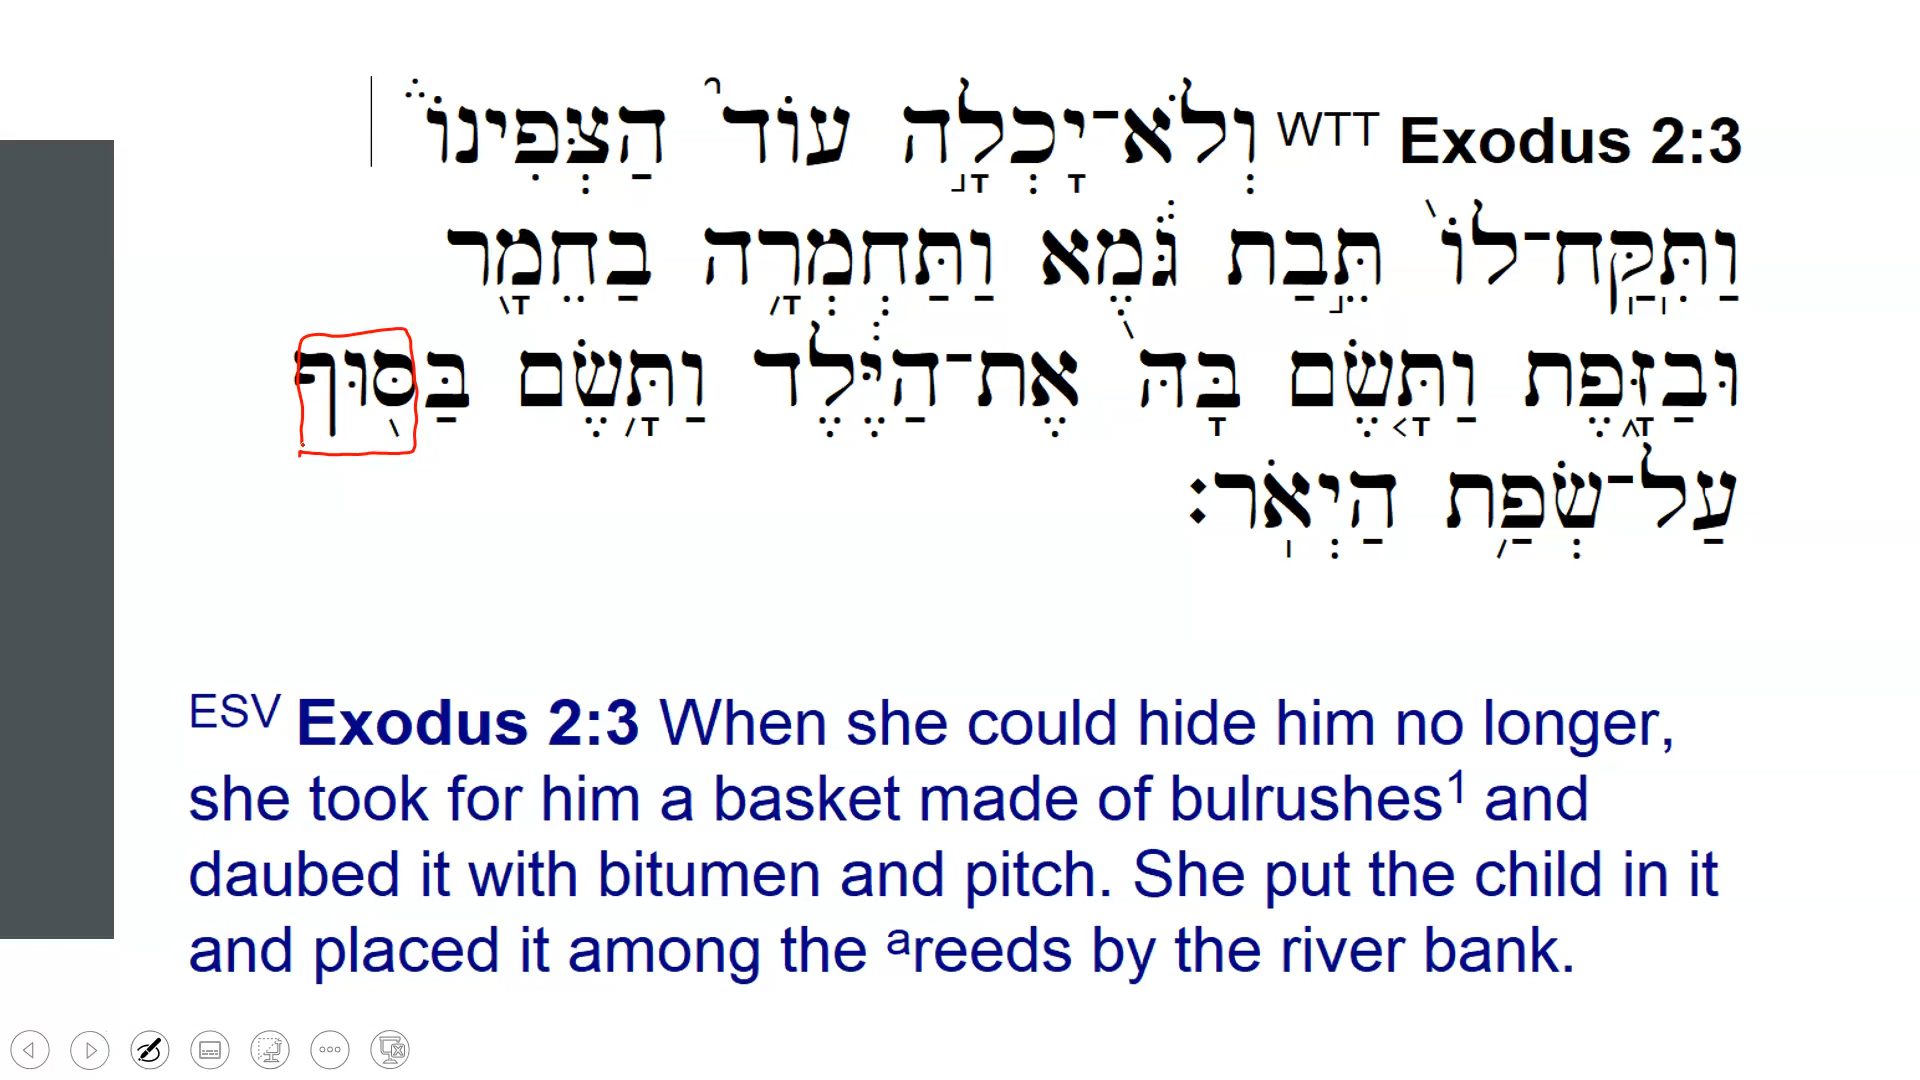 WTT Exodus 2:3 וְלֹא־יָכְלָ֣ה עוֹד֮ הַצְּפִינוֹ֒
וַתִּֽקַּֽח־לוֹ֙ תֵּ֣בַת גֹּ֔מֶא וַתַּחְמְרָ֥ה בַחֵמָ֖ר
וּבַזָּ֑פֶת וַתָּ֤שֶׂם בָּהּ֙ אֶת־הַיֶּ֔לֶד וַתָּ֥שֶׂם בַּסּ֖וּף
עַל־שְׂפַ֥ת הַיְאֹֽר׃
ESV Exodus 2:3 When she could hide him no longer,
she took for him a basket made of bulrushes1 and
daubed it with bitumen and pitch. She put the child in it
and placed it among the areeds by the river bank.